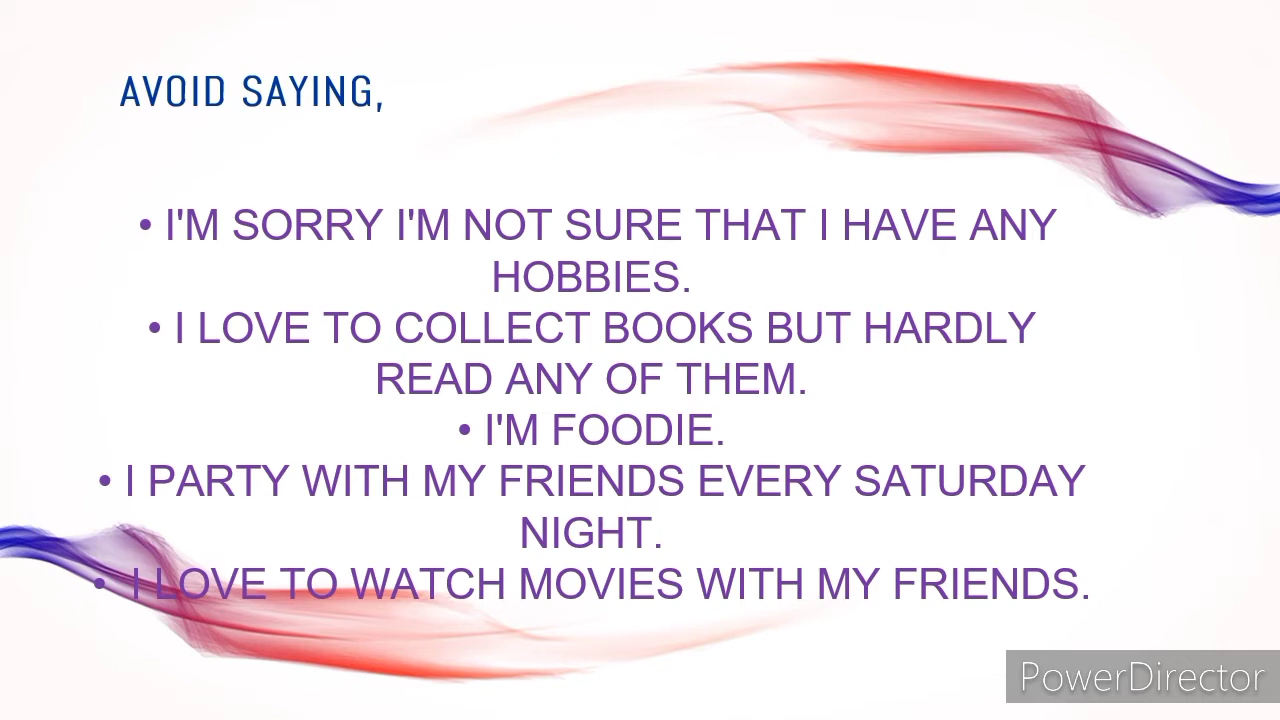 AVOID SAYING,
• I'M SORRY I'M NOT SURE THAT I HAVE ANY
HOBBIES.
• I LOVE TO COLLECT BOOKS BUT HARDLY
READ ANY OF THEM.
• I'M FOODIE.
• I PARTY WITH MY FRIENDS EVERY SATURDAY
NIGHT.
• I LOVE TO WATCH MOVIES WITH MY FRIENDS.
PowerDirector